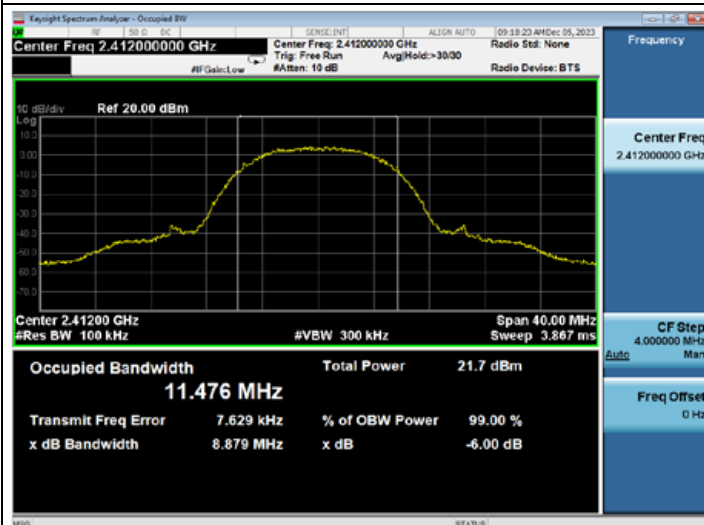 Keysight Spectrum Analyzer - Occupied BW
RF 50 Ω DC SENSE:INT ALIGN AUTO 09:18:23 AM Dec 05, 2023
Center Freq 2.412000000 GHz Center Freq: 2.412000000 GHz Radio Std: None Frequency
Trig: Free Run Avg|Hold:>30/30
#IFGain:Low #Atten: 10 dB Radio Device: BTS
10 dB/div Ref 20.00 dBm
Log
10.0
0.00
-10.0
-20.0
-30.0
-40.0
-50.0
-60.0
-70.0
Center Freq
2.412000000 GHz
Center 2.41200 GHz Span 40.00 MHz
#Res BW 100 kHz #VBW 300 kHz Sweep 3.867 ms
CF Step
4.000000 MHz
Auto Man
Occupied Bandwidth Total Power 21.7 dBm
11.476 MHz
Freq Offset
0 Hz
Transmit Freq Error 7.629 kHz % of OBW Power 99.00 %
x dB Bandwidth 8.879 MHz x dB -6.00 dB
MSG STATUS